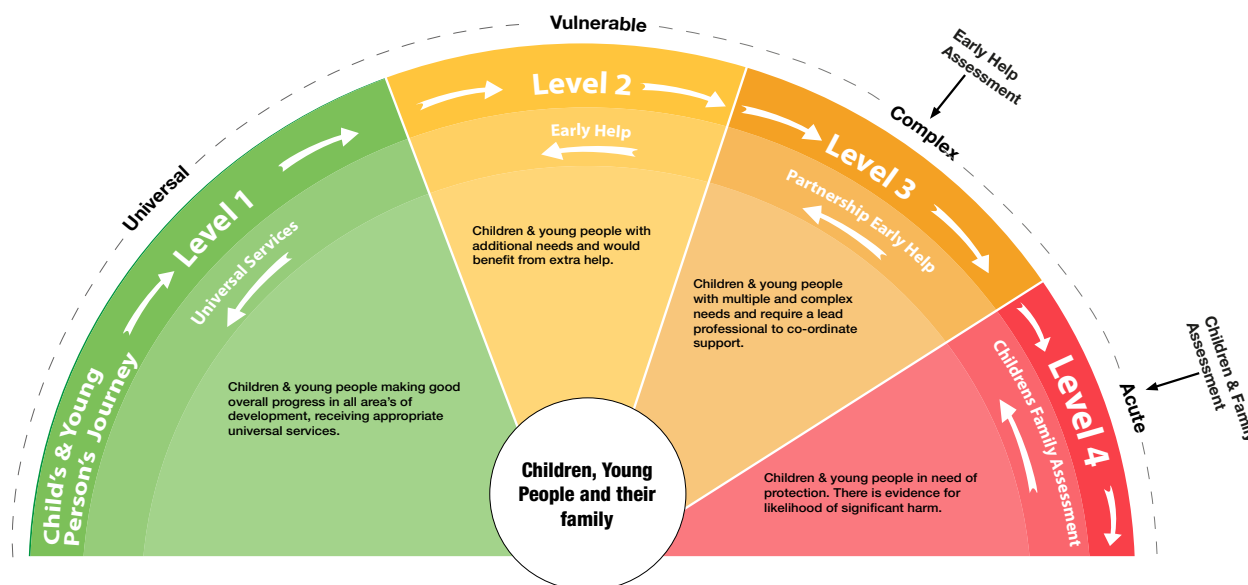 Vulnerable
Early Help
Assessment
Complex
Universal
Level 1
Level 2
Level 3
Universal Services
Early Help
Partnership Early Help
Children & young people with
additional needs and would
benefit from extra help.
Children & young people
with multiple and complex
needs and require a lead
professional to co-ordinate
support.
Children & Family
Assessment
Acute
Level 4
Childrens Family Assessment
Child's & Young
Person's Journey
Children & young people making good
overall progress in all area's of
development, receiving appropriate
universal services.
Children, Young
People and their
family
Children & young people in need of
protection. There is evidence for
likelihood of significant harm.